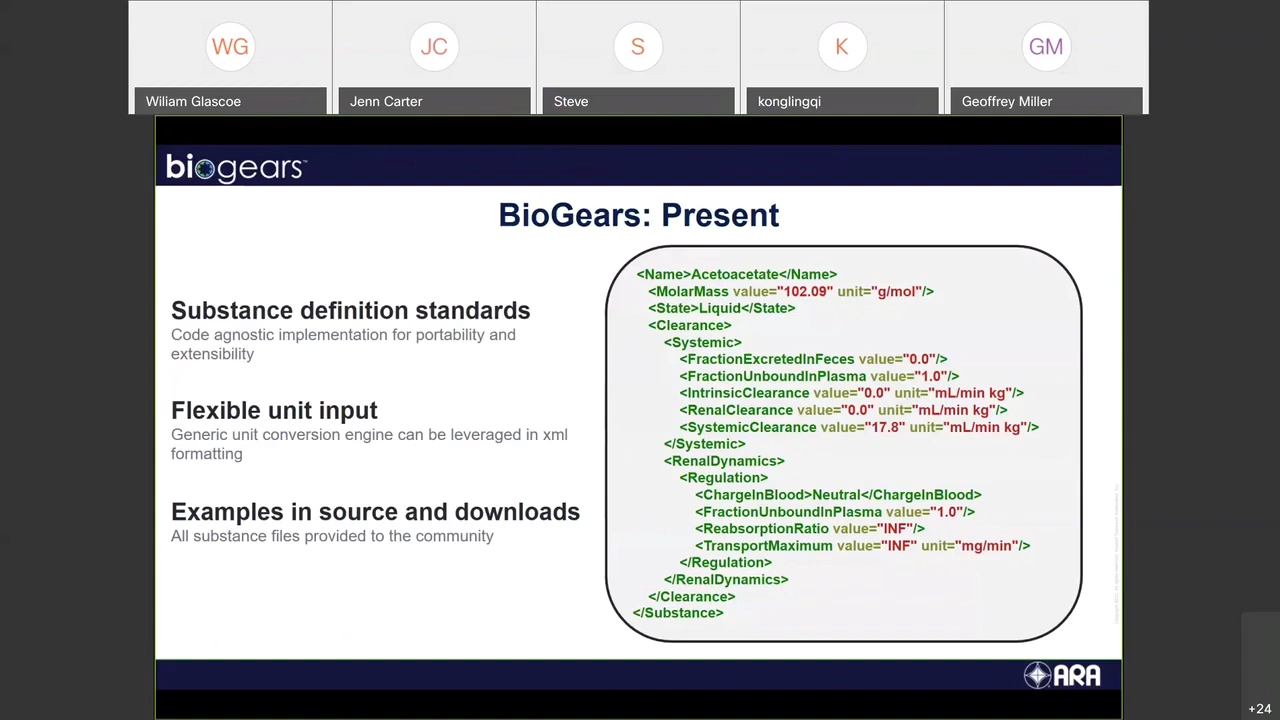 WG
JC
S
K
GM
Wiliam Glascoe
Jenn Carter
Steve
konglingqi
Geoffrey Miller
biogears™
BioGears: Present
Substance definition standards
Code agnostic implementation for portability and
extensibility
Flexible unit input
Generic unit conversion engine can be leveraged in xml
formatting
Examples in source and downloads
All substance files provided to the community
<Name>Acetoacetate</Name>
<MolarMass value="102.09" unit="g/mol"/>
<State>Liquid</State>
<Clearance>
<Systemic>
<FractionExcretedInFeces value="0.0"/>
<FractionUnboundInPlasma value="1.0"/>
<IntrinsicClearance value="0.0" unit="mL/min kg"/>
<RenalClearance value="0.0" unit="mL/min kg"/>
<SystemicClearance value="17.8" unit="mL/min kg"/>
</Systemic>
<RenalDynamics>
<Regulation>
<ChargeInBlood>Neutral</ChargeInBlood>
<FractionUnboundInPlasma value="1.0"/>
<ReabsorptionRatio value="INF"/>
<TransportMaximum value="INF" unit="mg/min"/>
</Regulation>
</RenalDynamics>
</Clearance>
</Substance>
ARA
+24